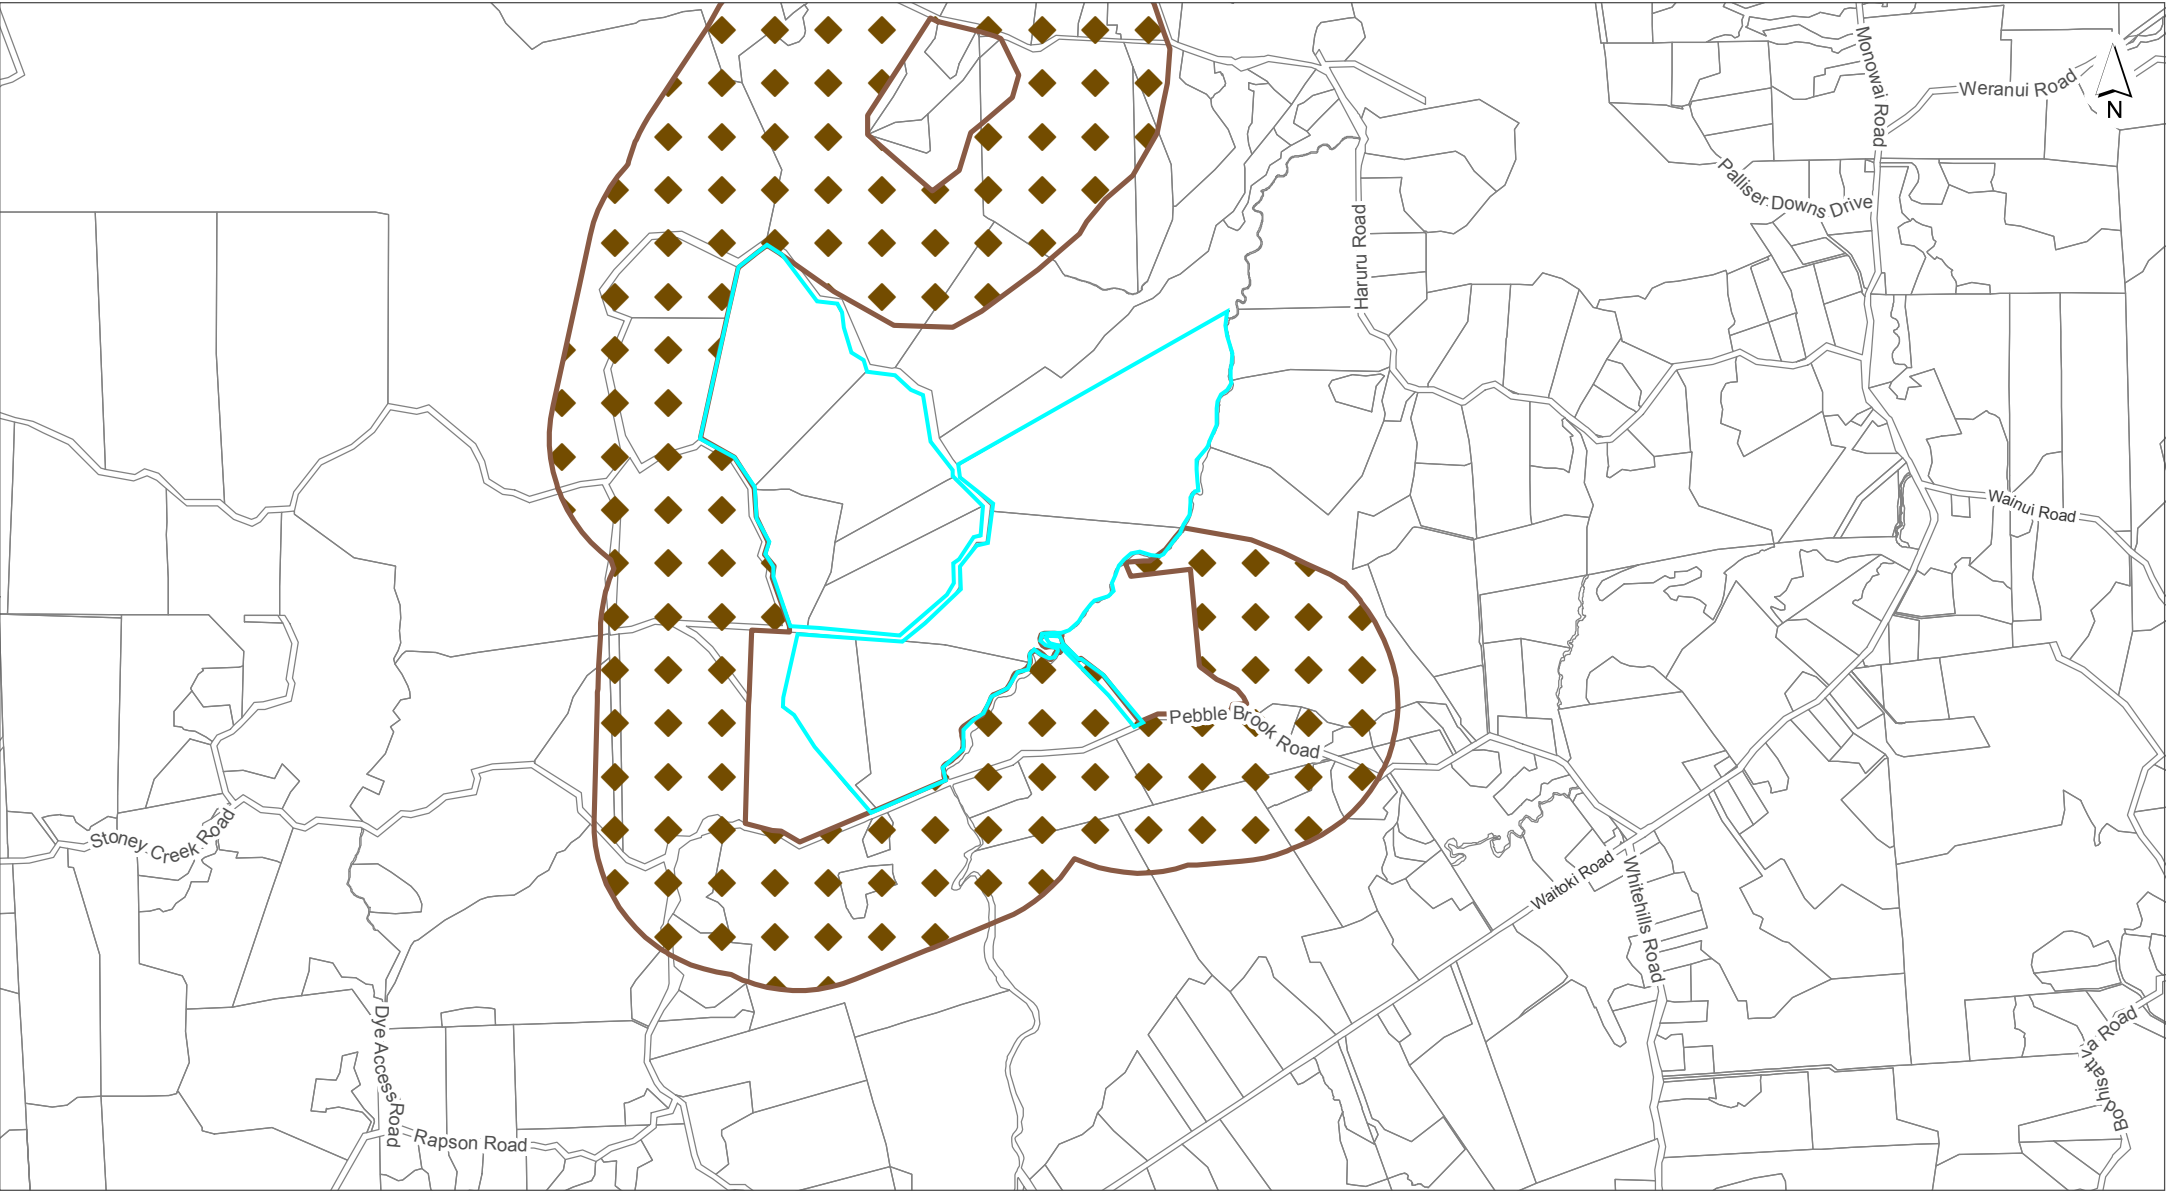 Monowai Road
Weranui Road
N
Palliser Downs Drive
Haruru Road
Wainui Road
Pebble Brook Road
Stoney Creek Road
Waitoki Road
Whitehills Road
Dye Access Road
Rapson Road
Bodhisattva Road